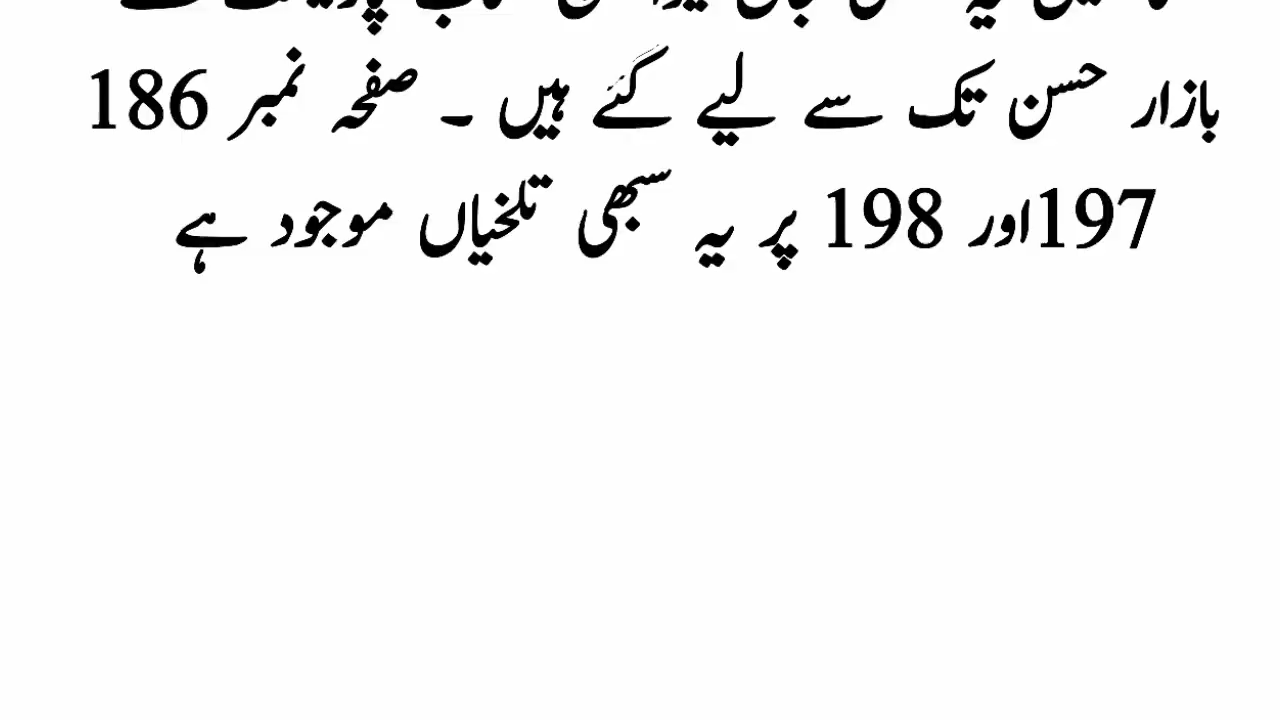 بازار حسن تک سے لیے گئے ہیں ۔ صفحہ نمبر 186
197اور 198 پر یہ سبھی تلخیاں موجود ہے